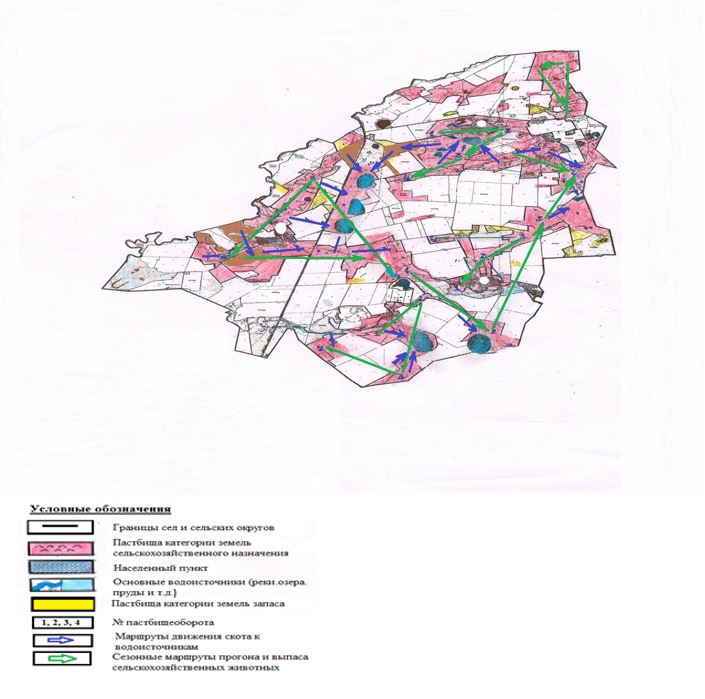 Условные обозначения
Границы сел и сельских округов
Пастбища категории земель
сельскохозяйственного назначения
Населенный пункт
Основные водоисточники (реки.озера.
пруды и т.д.}
Пастбища категории земель запаса
1, 2, 3, 4
№ пастбищеоборота
Маршруты движения скота к
водоисточникам
Сезонные маршруты прогона и выпаса
сельскохозяйственных животных